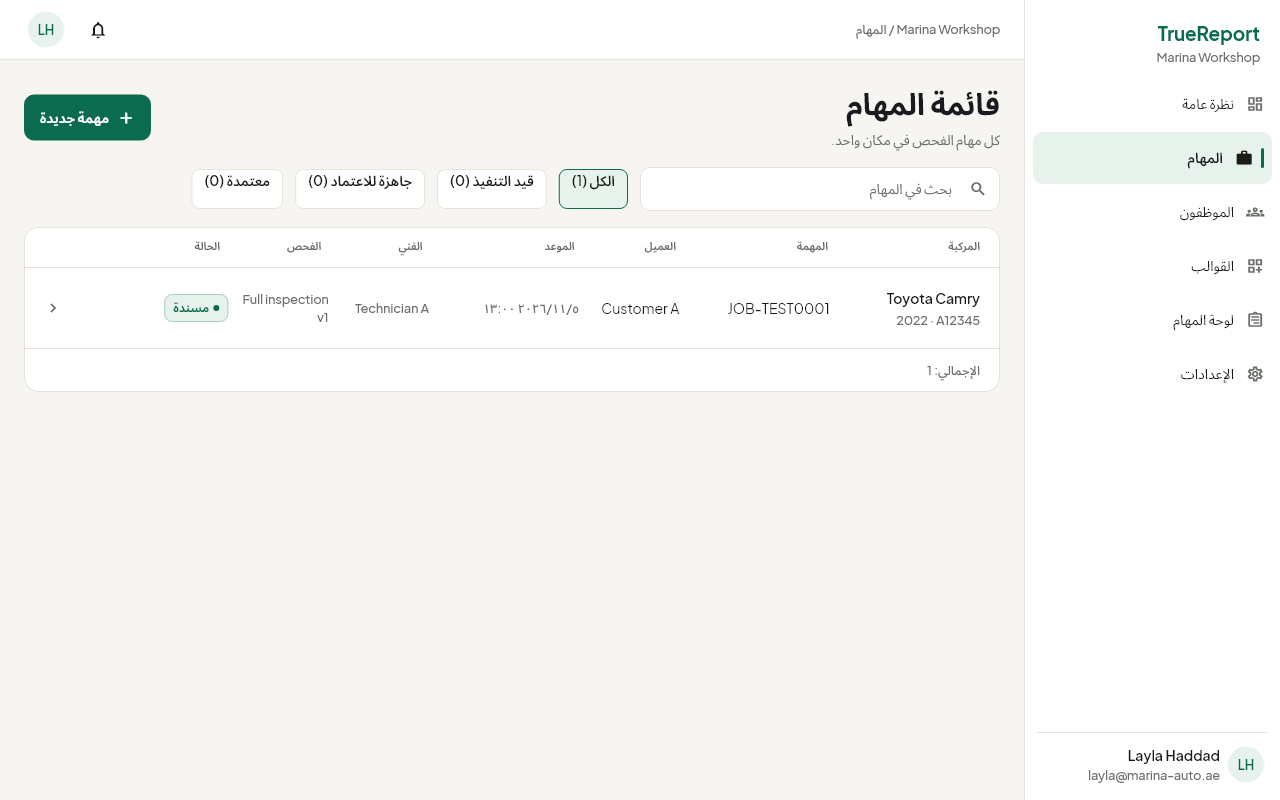 TrueReport
Marina Workshop
نظرة عامة
المهام
الموظفون
القوالب
لوحة المهام
الإعدادات
Layla Haddad
layla@marina-auto.ae
LH
Marina Workshop / المهام
LH
قائمة المهام
كل مهام الفحص في مكان واحد.
مهمة جديدة
بحث في المهام
الكل (1)
قيد التنفيذ (0)
جاهزة للاعتماد (0)
معتمدة (0)
المركبة المهمة العميل الموعد الفني الفحص الحالة
Toyota Camry
2022 · A12345
JOB-TEST0001
Customer A
٥/١١/٢٠٢٦ ١٣:٠٠
Technician A
Full inspection
v1
مسندة
الإجمالي: 1